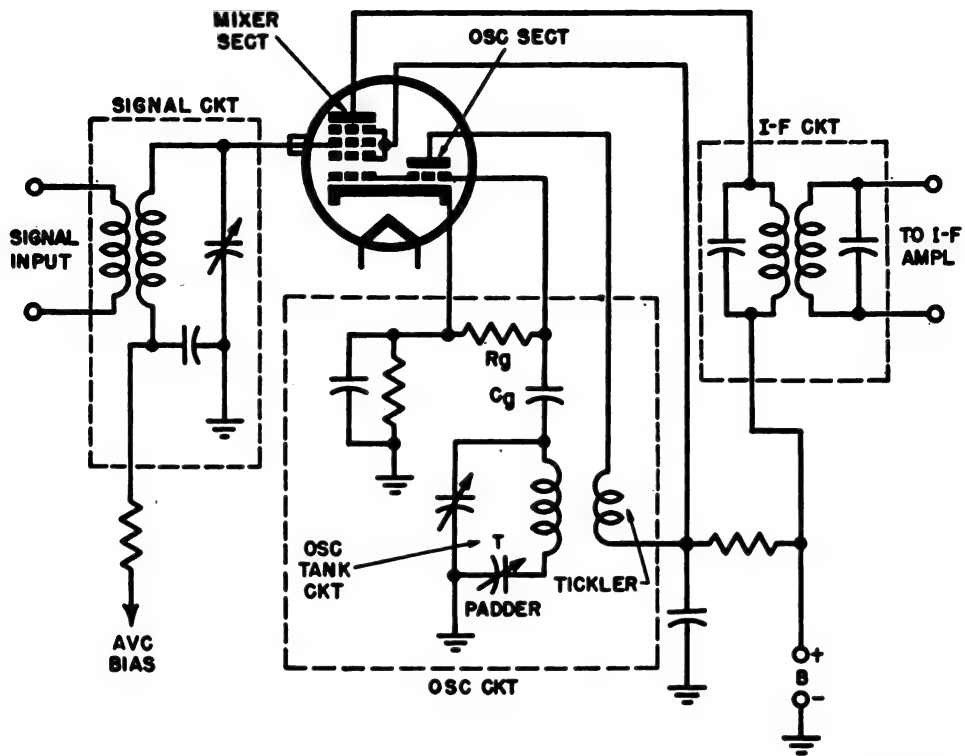 MIXER
SECT
OSC SECT
SIGNAL CKT
I-F CKT
SIGNAL
INPUT
TO I-F
AMPL
Rg
Cg
OSC
TANK
CKT
T
PADDER
TICKLER
AVC
BIAS
OSC CKT
+
B
-